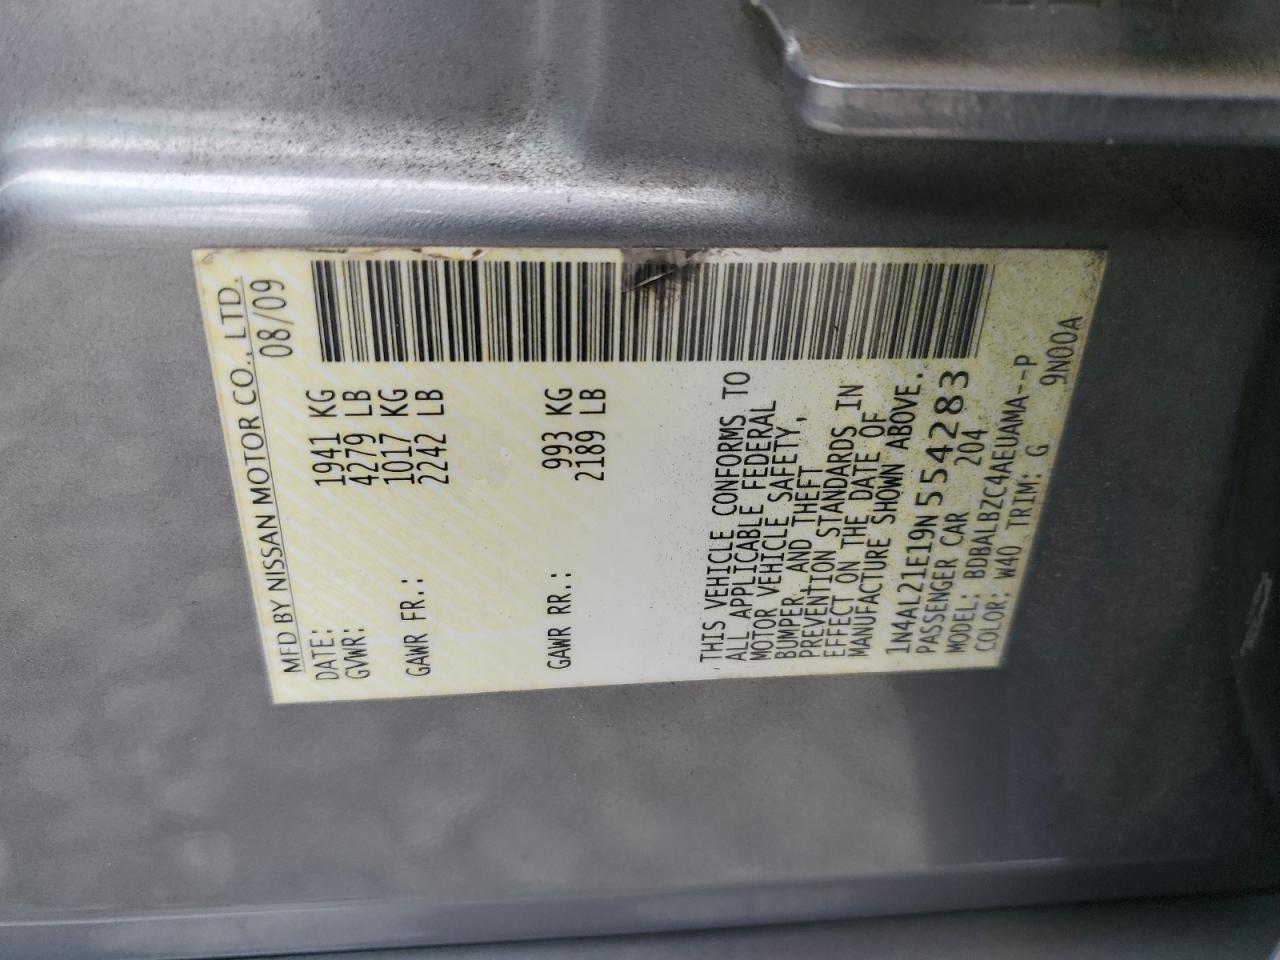 MFD BY NISSAN MOTOR CO., LTD.
DATE: 08/09
GVWR: 1941 KG
4279 LB
GAWR FR.: 1017 KG
2242 LB
GAWR RR.: 993 KG
2189 LB
THIS VEHICLE CONFORMS TO
ALL APPLICABLE FEDERAL
MOTOR VEHICLE SAFETY,
BUMPER, AND THEFT
PREVENTION STANDARDS IN
EFFECT ON THE DATE OF
MANUFACTURE SHOWN ABOVE.
1N4AL21E19N554283
PASSENGER CAR 204
MODEL: BDBALBZC4AEUAMA--P
COLOR: W40 TRIM: G
9N00A